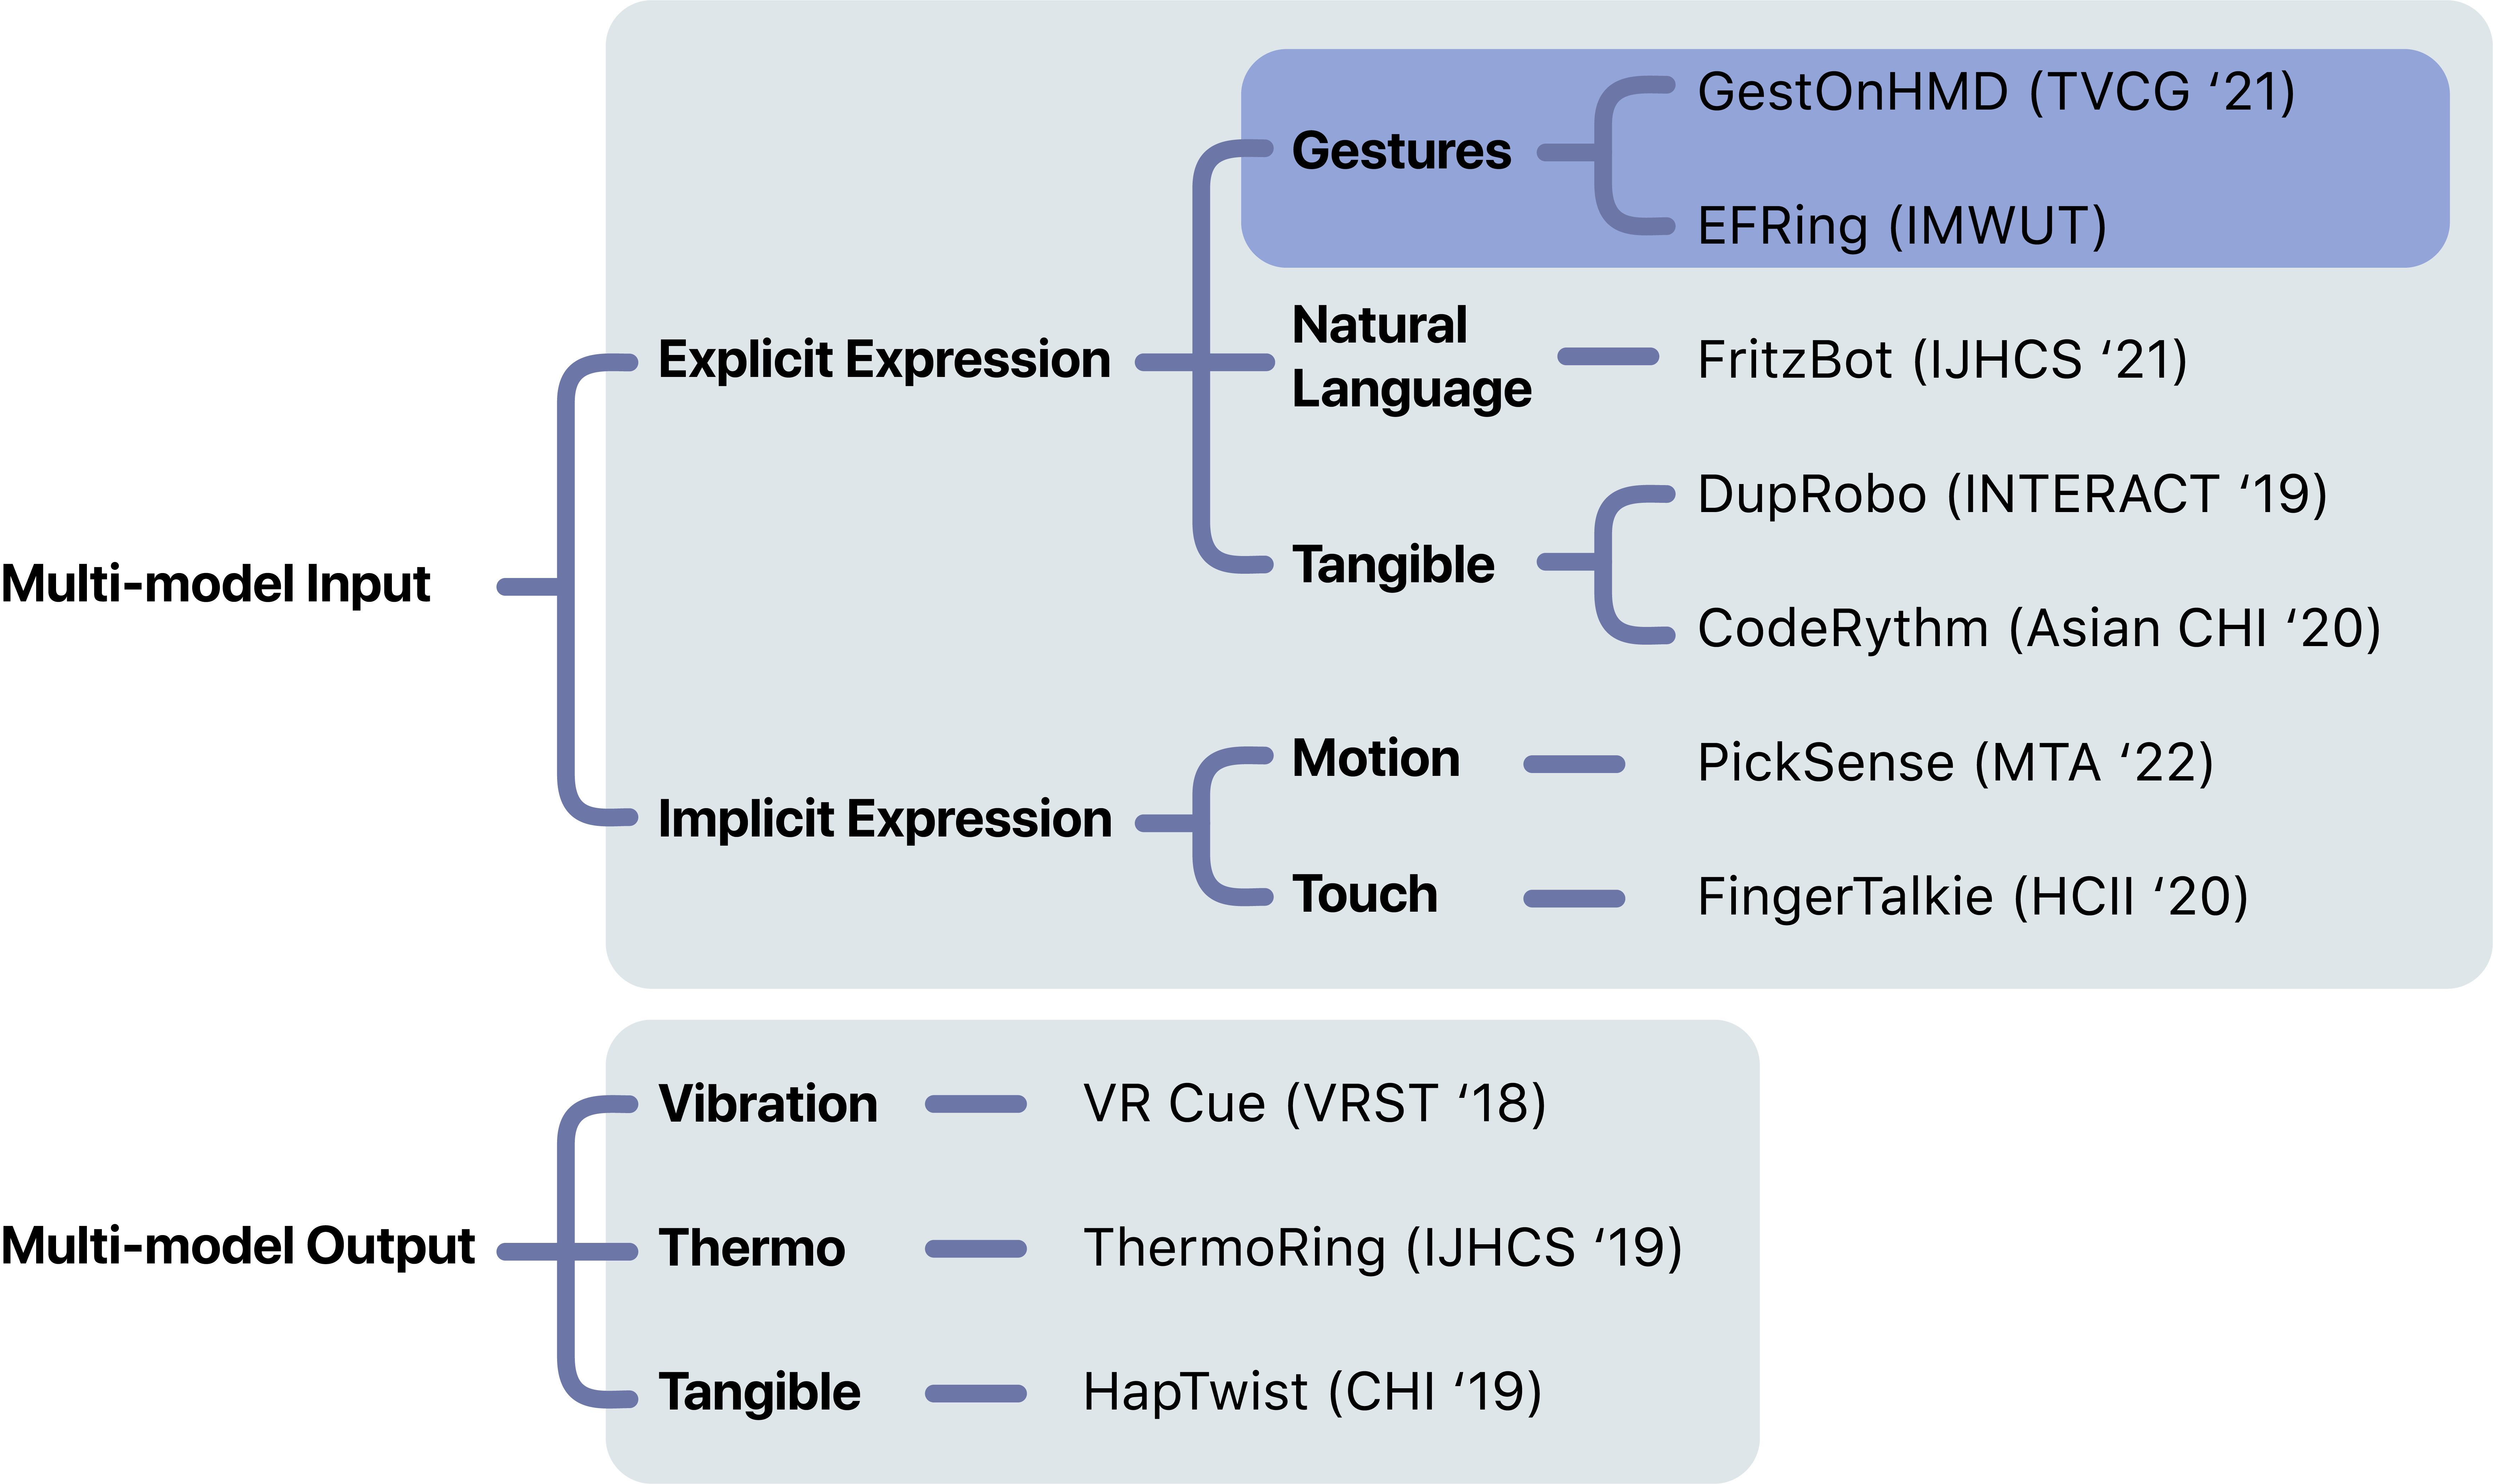 Multi-model Input
Explicit Expression
Gestures
GestOnHMD (TVCG ‘21)
EFRing (IMWUT)
Natural
Language
FritzBot (IJHCS ‘21)
Tangible
DupRobo (INTERACT ‘19)
CodeRythm (Asian CHI ‘20)
Implicit Expression
Motion
PickSense (MTA ‘22)
Touch
FingerTalkie (HCII ‘20)
Multi-model Output
Vibration
VR Cue (VRST ‘18)
Thermo
ThermoRing (IJHCS ‘19)
Tangible
HapTwist (CHI ‘19)